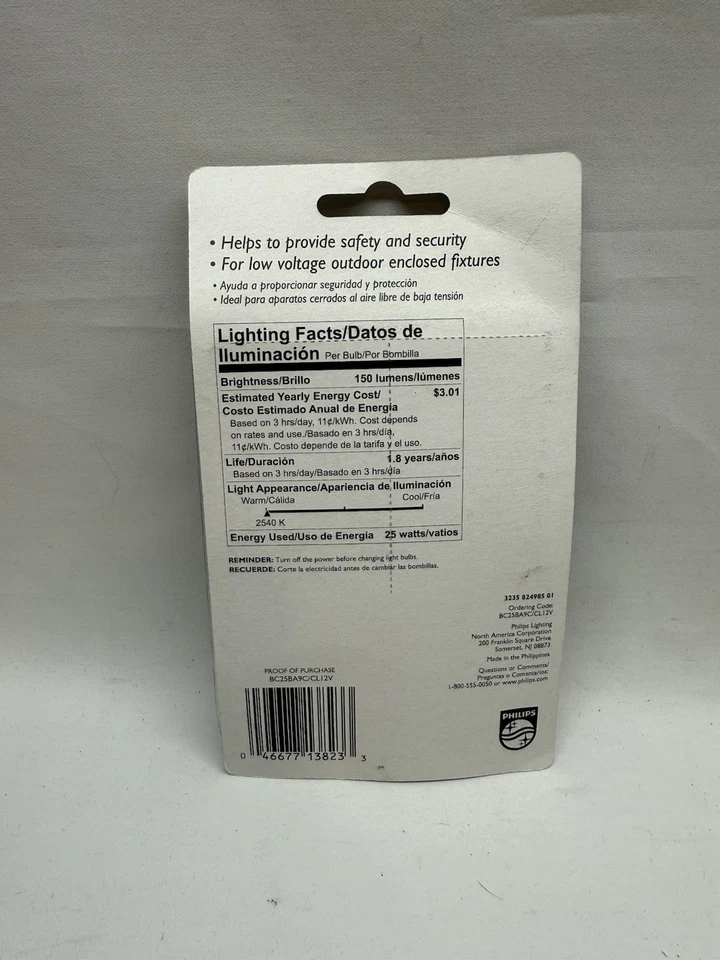 • Helps to provide safety and security
• For low voltage outdoor enclosed fixtures
• Ayuda a proporcionar seguridad y protección
• Ideal para aparatos cerrados al aire libre de baja tensión
Lighting Facts/Datos de
Iluminación Per Bulb/Por Bombilla
Brightness/Brillo 150 lumens/lúmenes
Estimated Yearly Energy Cost/ $3.01
Costo Estimado Anual de Energía
Based on 3 hrs/day, 11¢/kWh. Cost depends
on rates and use./Basado en 3 hrs/día,
11¢/kWh. Costo depende de la tarifa y el uso.
Life/Duración 1.8 years/años
Based on 3 hrs/day/Basado en 3 hrs/día
Light Appearance/Apariencia de Iluminación
Warm/Cálida Cool/Fría
2540 K
Energy Used/Uso de Energía 25 watts/vatios
REMINDER: Turn off the power before changing light bulbs.
RECUERDE: Corte la electricidad antes de cambiar las bombillas.
3235 824985 01
Ordering Code:
BC25BA9C/CL12V
Philips Lighting
North America Corporation
200 Franklin Square Drive
Somerset, NJ 08873
Made in the Philippines
Questions or Comments/
Preguntas o Comentarios:
1-800-555-0050 or www.philips.com
PROOF OF PURCHASE
BC25BA9C/CL12V
0 46677 13823 3
PHILIPS